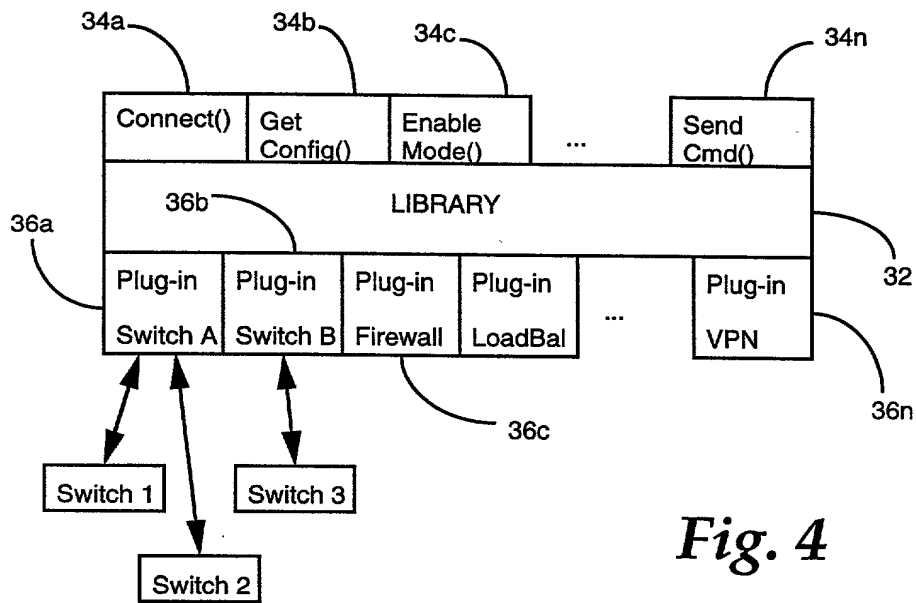 34a
34b
34c
34n
Connect()
Get
Config()
Enable
Mode()
...
Send
Cmd()
36b
LIBRARY
36a
32
Plug-in
Switch A
Plug-in
Switch B
Plug-in
Firewall
Plug-in
LoadBal
...
Plug-in
VPN
36c
36n
Switch 1
Switch 3
Switch 2
Fig. 4